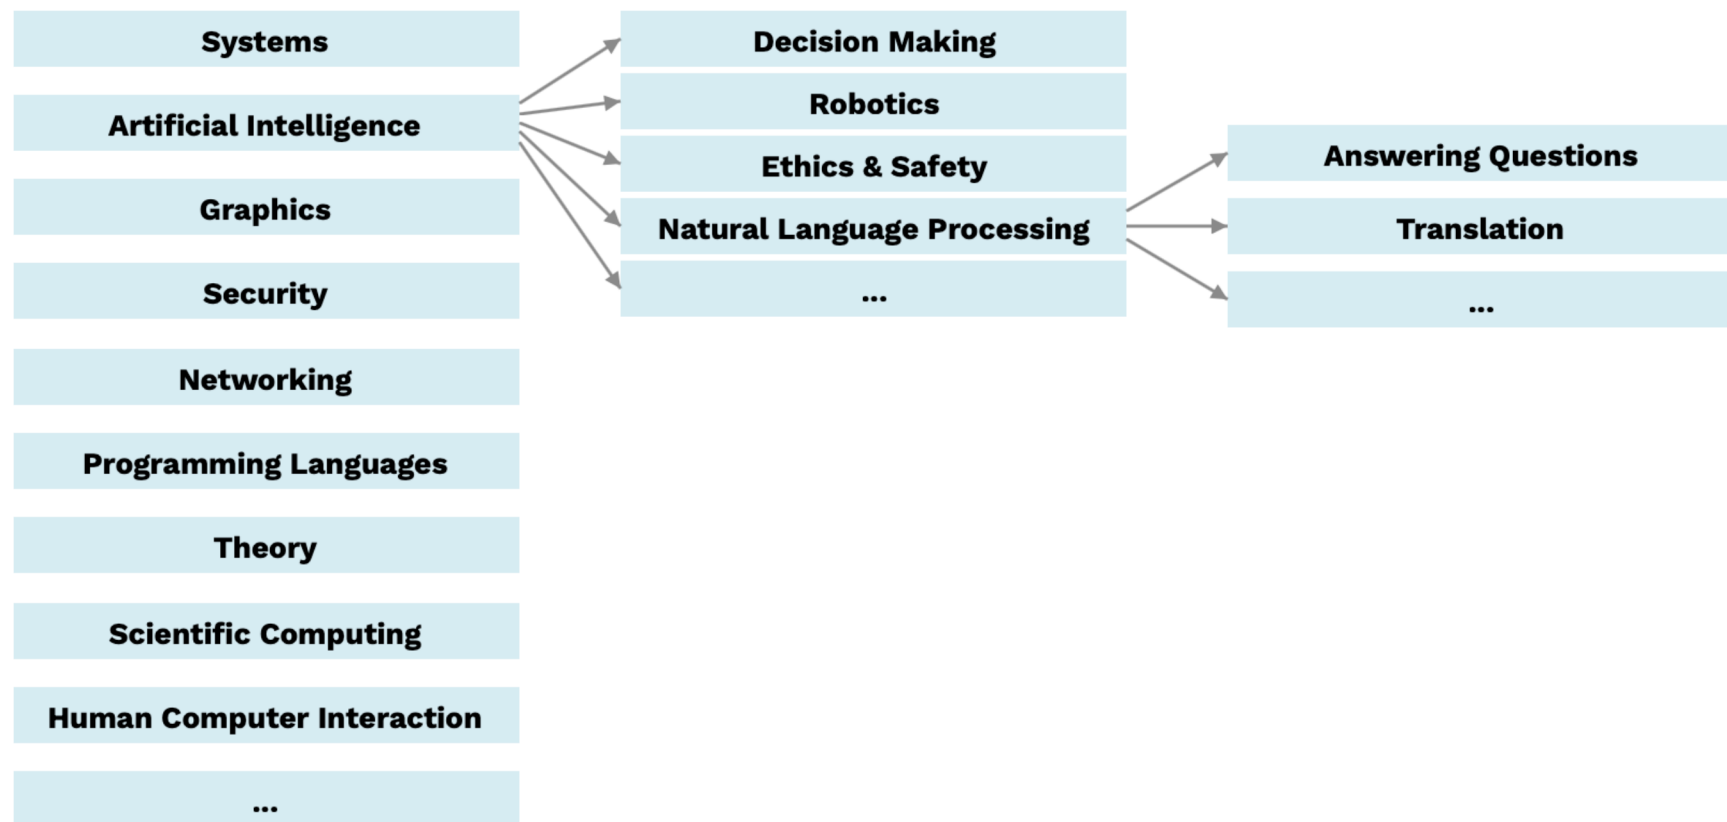 Systems
Artificial Intelligence
Graphics
Security
Networking
Programming Languages
Theory
Scientific Computing
Human Computer Interaction
...
Decision Making
Robotics
Ethics & Safety
Natural Language Processing
...
Answering Questions
Translation
...